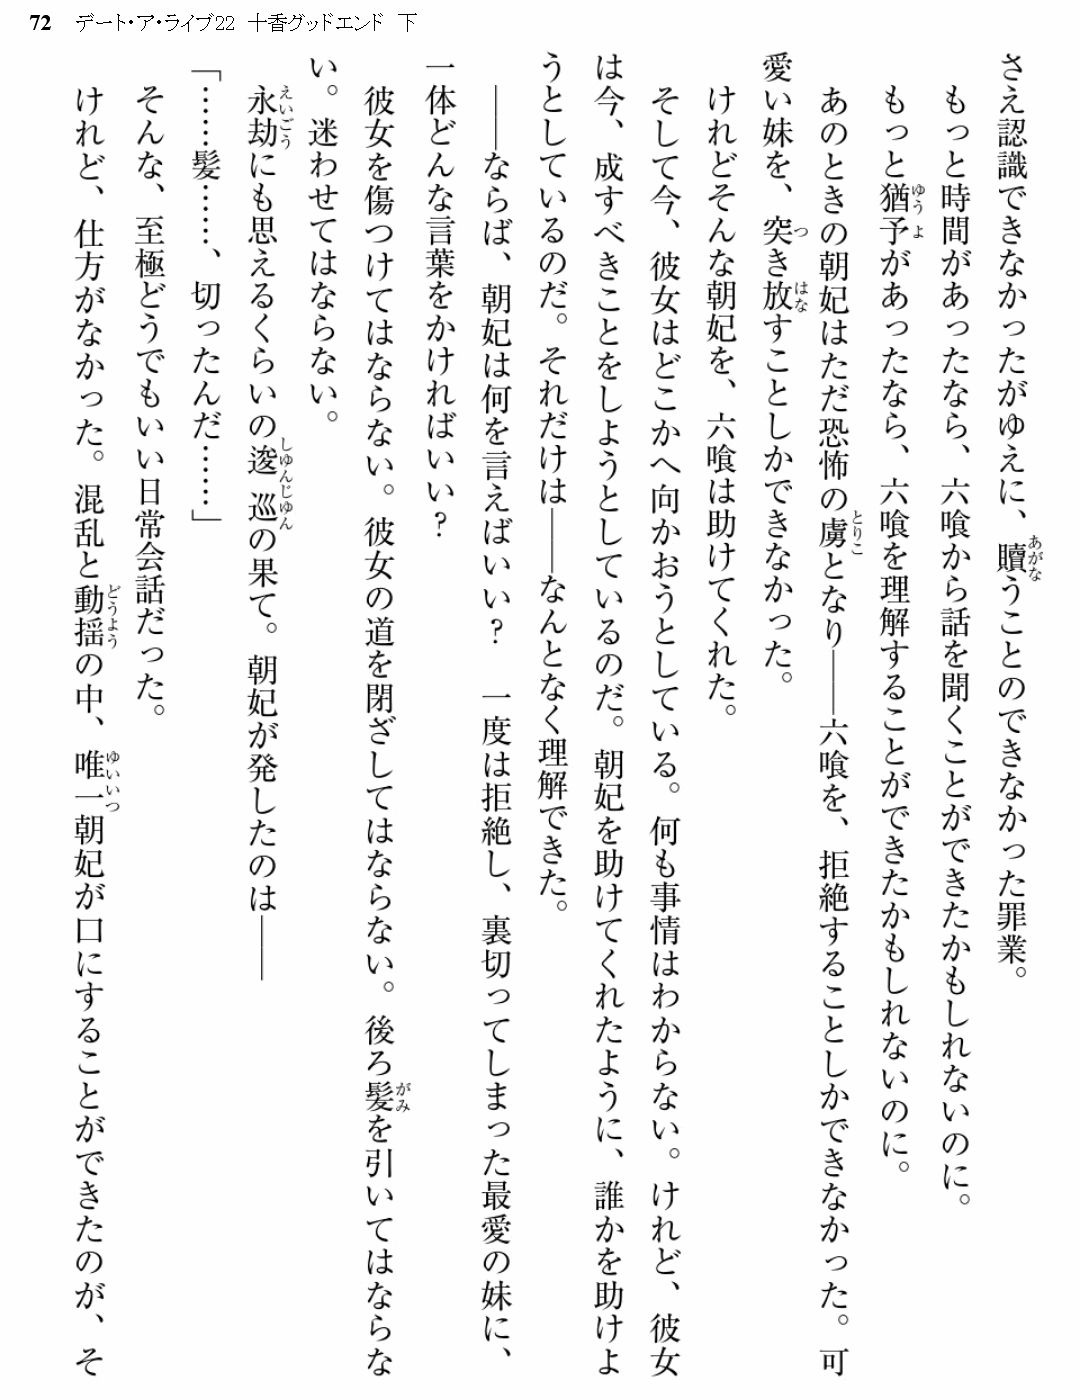 72 デート・ア・ライブ22 十香グッドエンド 下
さえ認識できなかったがゆえに、贖うことのできなかった罪業。
もっと時間があったなら、六喰から話を聞くことができたかもしれないのに。
もっと猶予があったなら、六喰を理解することができたかもしれないのに。
あのときの朝妃はただ恐怖の虜となり――六喰を、拒絶することしかできなかった。可
愛い妹を、突き放すことしかできなかった。
けれどそんな朝妃を、六喰は助けてくれた。
そして今、彼女はどこかへ向かおうとしている。何も事情はわからない。けれど、彼女
は今、成すべきことをしようとしているのだ。朝妃を助けてくれたように、誰かを助けよ
うとしているのだ。それだけは――なんとなく理解できた。
――ならば、朝妃は何を言えばいい？　一度は拒絶し、裏切ってしまった最愛の妹に、
一体どんな言葉をかければいい？
彼女を傷つけてはならない。彼女の道を閉ざしてはならない。後ろ髪を引いてはならな
い。迷わせてはならない。
永劫にも思えるくらいの逡巡の果て。朝妃が発したのは――
「……髪……、切ったんだ……」
そんな、至極どうでもいい日常会話だった。
けれど、仕方がなかった。混乱と動揺の中、唯一朝妃が口にすることができたのが、そ